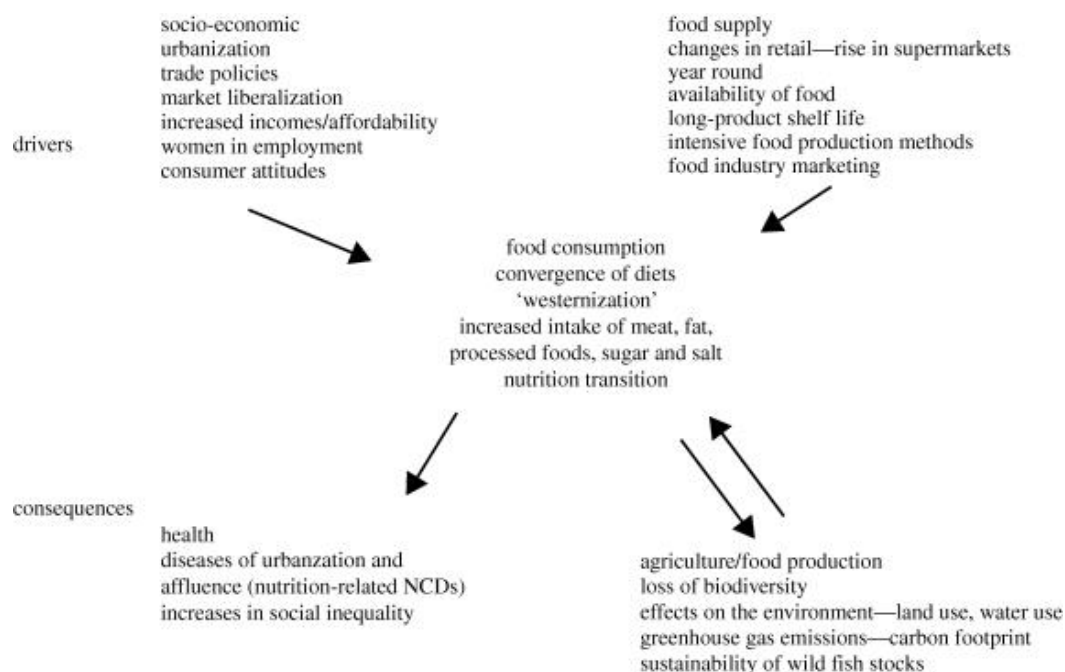 socio-economic
urbanization
trade policies
market liberalization
increased incomes/affordability
women in employment
consumer attitudes
food supply
changes in retail—rise in supermarkets
year round
availability of food
long-product shelf life
intensive food production methods
food industry marketing
drivers
food consumption
convergence of diets
‘westernization’
increased intake of meat, fat,
processed foods, sugar and salt
nutrition transition
consequences
health
diseases of urbanzation and
affluence (nutrition-related NCDs)
increases in social inequality
agriculture/food production
loss of biodiversity
effects on the environment—land use, water use
greenhouse gas emissions—carbon footprint
sustainability of wild fish stocks